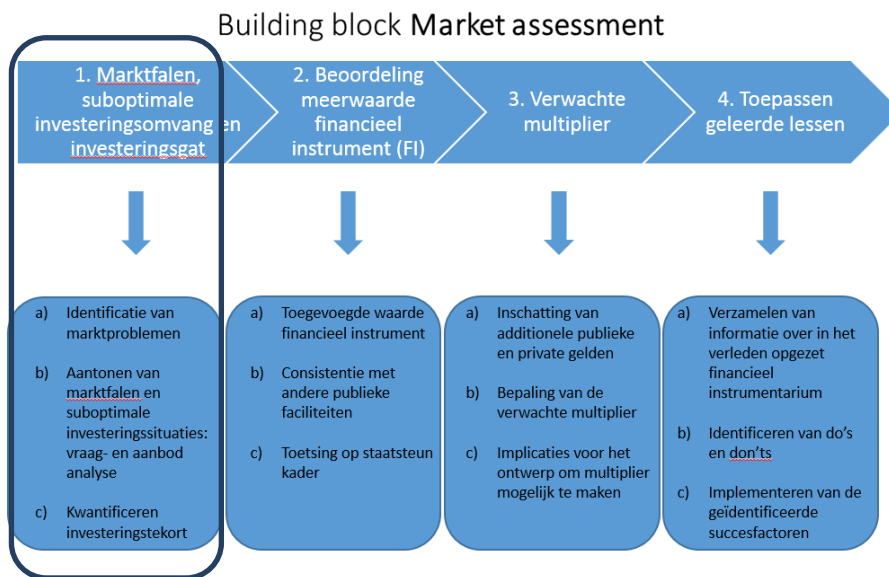 Building block Market assessment
1. Marktfalen,
suboptimale
investeringsomvang en
investeringsgat
2. Beoordeling
meerwaarde
financieel
instrument (FI)
3. Verwachte
multiplier
4. Toepassen
geleerde lessen
a) Identificatie van
marktproblemen
b) Aantonen van
marktfalen en
suboptimale
investeringssituaties:
vraag- en aanbod
analyse
c) Kwantificeren
investeringstekort
a) Toegevoegde waarde
financieel instrument
b) Consistentie met
andere publieke
faciliteiten
c) Toetsing op staatsteun
kader
a) Inschatting van
additionele publieke
en private gelden
b) Bepaling van de
verwachte multiplier
c) Implicaties voor het
ontwerp om multiplier
mogelijk te maken
a) Verzamelen van
informatie over in het
verleden opgezet
financieel
instrumentarium
b) Identificeren van do's
en don'ts
c) Implementeren van de
geïdentificeerde
succesfactoren